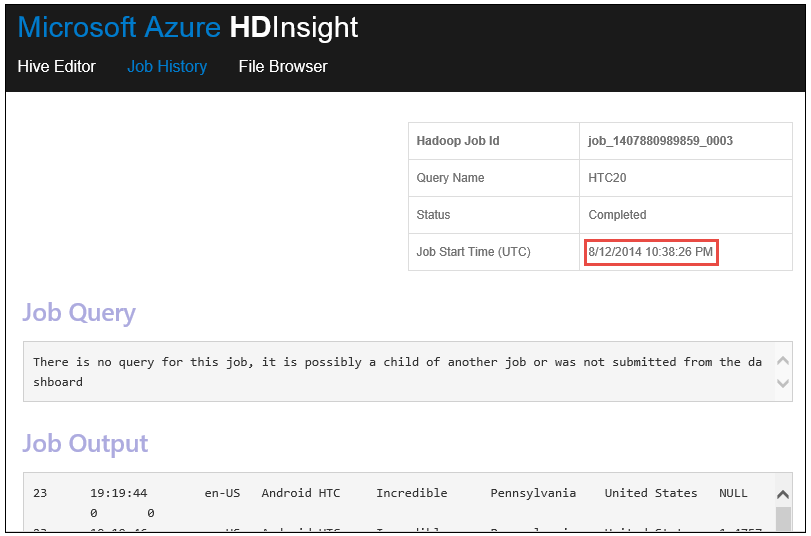 Microsoft Azure HDInsight
Hive Editor Job History File Browser
Hadoop Job Id job_1407880989859_0003
Query Name HTC20
Status Completed
Job Start Time (UTC) 8/12/2014 10:38:26 PM
Job Query
There is no query for this job, it is possibly a child of another job or was not submitted from the da
shboard
Job Output
23 19:19:44 en-US Android HTC Incredible Pennsylvania United States NULL
0 0